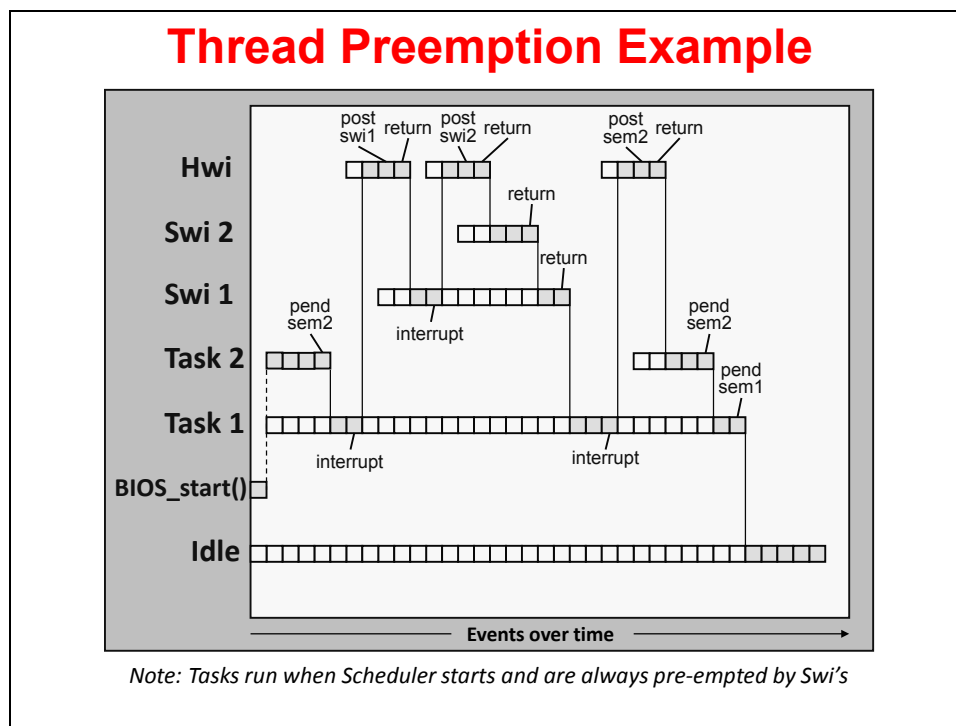 Thread Preemption Example
post
swi1
return
post
swi2
return
post
sem2
return
Hwi
return
Swi 2
return
Swi 1
interrupt
pend
sem2
pend
sem2
Task 2
pend
sem1
Task 1
interrupt
interrupt
BIOS_start()
Idle
Events over time
Note: Tasks run when Scheduler starts and are always pre-empted by Swi's